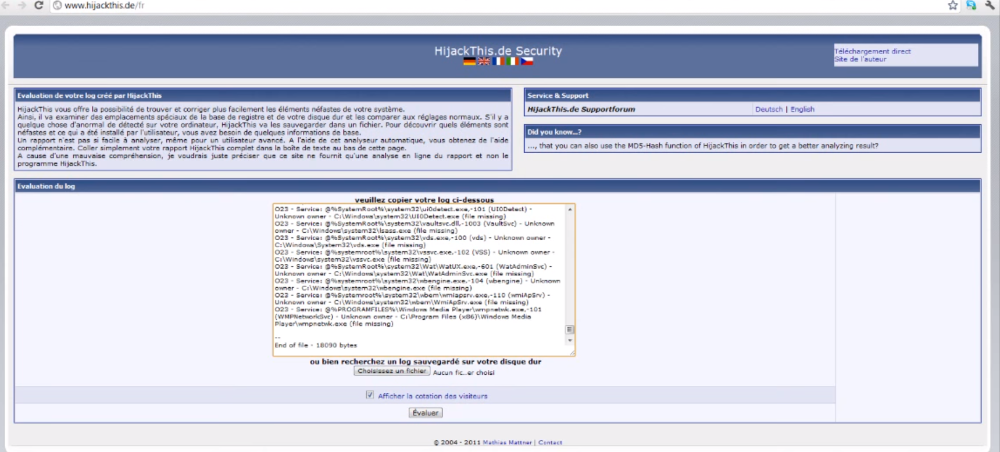 www.hijackthis.de/fr
HijackThis.de Security
Téléchargement direct
Site de l'auteur
Evaluation de votre log créé par HijackThis
HijackThis vous offre la possibilité de trouver et corriger plus facilement les éléments néfastes de votre système.
Ainsi, il va examiner des emplacements spéciaux de la base de registre et de votre disque dur et les comparer aux réglages normaux. S'il y a
quelque chose d'anormal de détecté sur votre ordinateur, HijackThis va les sauvegarder dans un fichier. Pour découvrir quels éléments sont
néfastes et ce qui a été installé par l'utilisateur, vous avez besoin de quelques informations de base.
Un rapport n'est pas si facile à analyser, même pour un utilisateur avancé. A l'aide de cet analyseur automatique, vous obtenez de l'aide
complémentaire. Coller simplement votre rapport HijackThis complet dans la boîte de texte au bas de cette page.
A cause d'une mauvaise compréhension, je voudrais juste préciser que ce site ne fournit qu'une analyse en ligne du rapport et non le
programme HijackThis.
Service & Support
HijackThis.de Supportforum
Deutsch | English
Did you know...?
..., that you can also use the MD5-Hash function of HijackThis in order to get a better analyzing result?
Evaluation du log
veuillez copier votre log ci-dessous
O23 - Service: @%SystemRoot%\system32\ui0detect.exe,-101 (UI0Detect) -
Unknown owner - C:\Windows\system32\UI0Detect.exe (file missing)
O23 - Service: @%SystemRoot%\system32\vaultsvc.dll,-1003 (VaultSvc) - Unknown
owner - C:\Windows\system32\lsass.exe (file missing)
O23 - Service: @%SystemRoot%\system32\vds.exe,-100 (vds) - Unknown owner -
C:\Windows\System32\vds.exe (file missing)
O23 - Service: @%systemroot%\system32\vssvc.exe,-102 (VSS) - Unknown owner -
C:\Windows\system32\vssvc.exe (file missing)
O23 - Service: @%SystemRoot%\system32\Wat\WatUX.exe,-601 (WatAdminSvc) -
Unknown owner - C:\Windows\system32\Wat\WatAdminSvc.exe (file missing)
O23 - Service: @%systemroot%\system32\wbengine.exe,-104 (wbengine) - Unknown
owner - C:\Windows\system32\wbengine.exe (file missing)
O23 - Service: @%Systemroot%\system32\wbem\wmiapsrv.exe,-110 (wmiApSrv) -
Unknown owner - C:\Windows\system32\wbem\WmiApSrv.exe (file missing)
O23 - Service: @%PROGRAMFILES%\Windows Media Player\wmpnetwk.exe,-101
(WMPNetworkSvc) - Unknown owner - C:\Program Files (x86)\Windows Media
Player\wmpnetwk.exe (file missing)
--
End of file - 18090 bytes
ou bien recherchez un log sauvegardé sur votre disque dur
Choisissez un fichier Aucun fic...er choisi
Afficher la cotation des visiteurs
Évaluer
© 2004 - 2011 Mathias Mattner | Contact